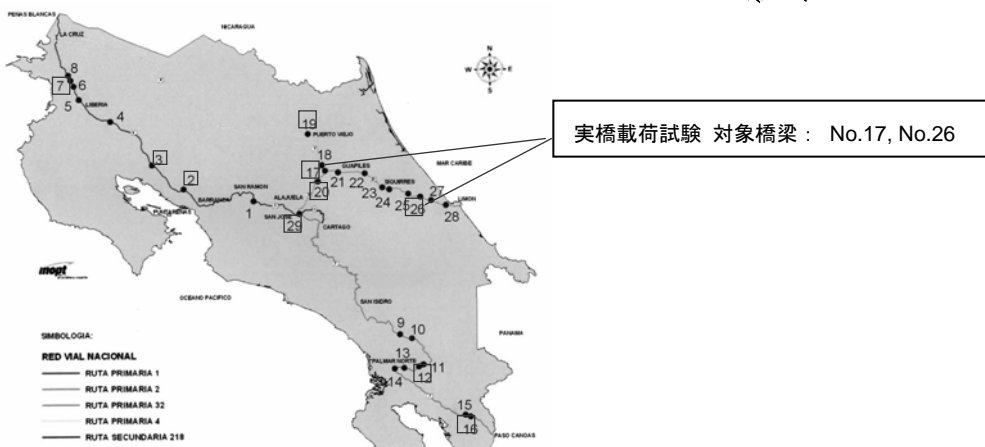 PENAS BLANCAS
NICARAGUA
LA CRUZ
N
W
E
S
8
7
6
5
LIBERIA
4
19
PUERTO VIEJO
実橋載荷試験 対象橋梁： No.17, No.26
3
18
17
GUAPILES
MAR CARIBE
21
22
20
2
SAN RAMON
SIQUIRRES
23
24
25
26
27
LIMON
28
BARRANCA
ALAJUELA
PUNTARENAS
1
SAN JOSE
29
CARTAGO
inopt
OCEANO PACIFICO
SAN ISIDRO
9
10
PANAMA
SIMBOLOGIA:
RED VIAL NACIONAL
PALMAR NORTE
13
11
12
14
RUTA PRIMARIA 1
RUTA PRIMARIA 2
RUTA PRIMARIA 32
RUTA PRIMARIA 4
RUTA SECUNDARIA 218
15
16
PASO CANOAS